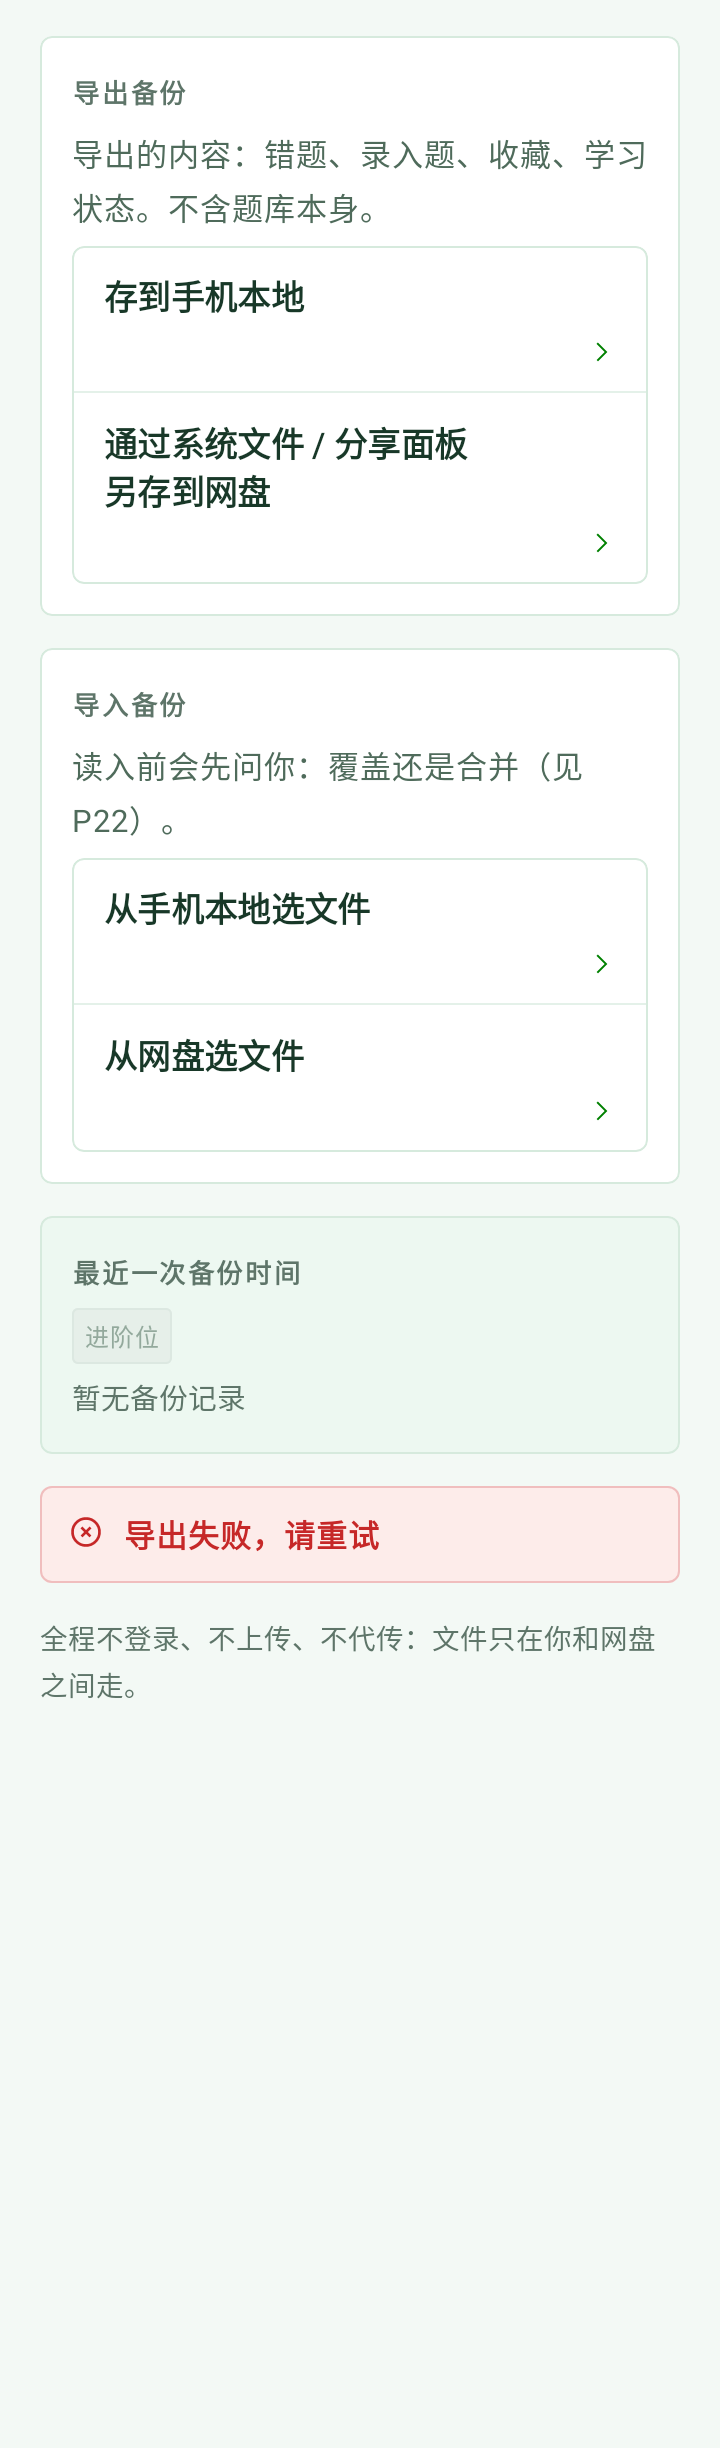 导出备份
导出的内容：错题、录入题、收藏、学习
状态。不含题库本身。
存到手机本地
通过系统文件 / 分享面板
另存到网盘
导入备份
读入前会先问你：覆盖还是合并（见
P22）。
从手机本地选文件
从网盘选文件
最近一次备份时间
进阶位
暂无备份记录
导出失败，请重试
全程不登录、不上传、不代传：文件只在你和网盘
之间走。